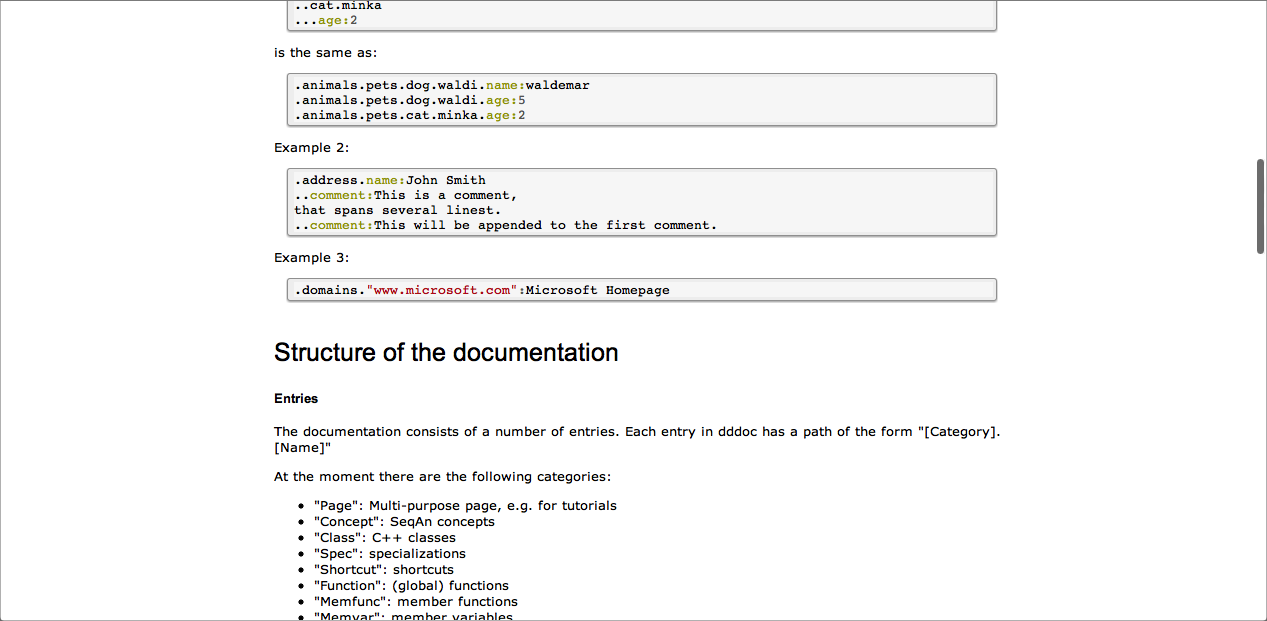 ..cat.minka
...age:2
is the same as:
.animals.pets.dog.waldi.name:waldemar
.animals.pets.dog.waldi.age:5
.animals.pets.cat.minka.age:2
Example 2:
.address.name:John Smith
..comment:This is a comment,
that spans several linest.
..comment:This will be appended to the first comment.
Example 3:
.domains."www.microsoft.com":Microsoft Homepage
Structure of the documentation
Entries
The documentation consists of a number of entries. Each entry in dddoc has a path of the form "[Category].
[Name]"
At the moment there are the following categories:
• "Page": Multi-purpose page, e.g. for tutorials
• "Concept": SeqAn concepts
• "Class": C++ classes
• "Spec": specializations
• "Shortcut": shortcuts
• "Function": (global) functions
• "Memfunc": member functions
• "Memvar": member variables